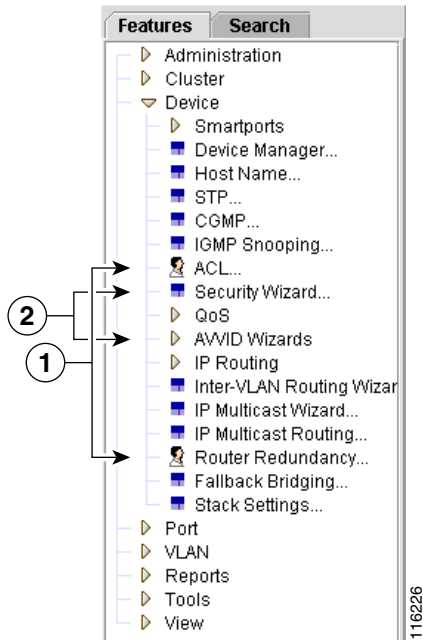 Features Search
Administration
Cluster
Device
Smartports
Device Manager...
Host Name...
STP...
CGMP...
IGMP Snooping...
ACL...
Security Wizard...
2
QoS
AVVID Wizards
1
IP Routing
Inter-VLAN Routing Wizar
IP Multicast Wizard...
IP Multicast Routing...
Router Redundancy...
Fallback Bridging...
Stack Settings...
Port
VLAN
Reports
Tools
View
116226